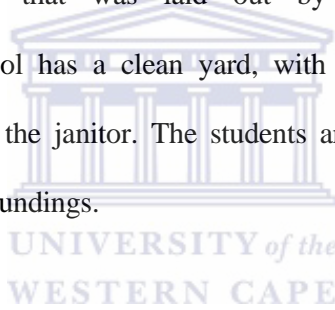 that was laid out by
ol has a clean yard, with
the janitor. The students a
undings.
UNIVERSITY of the
WESTERN CAPE